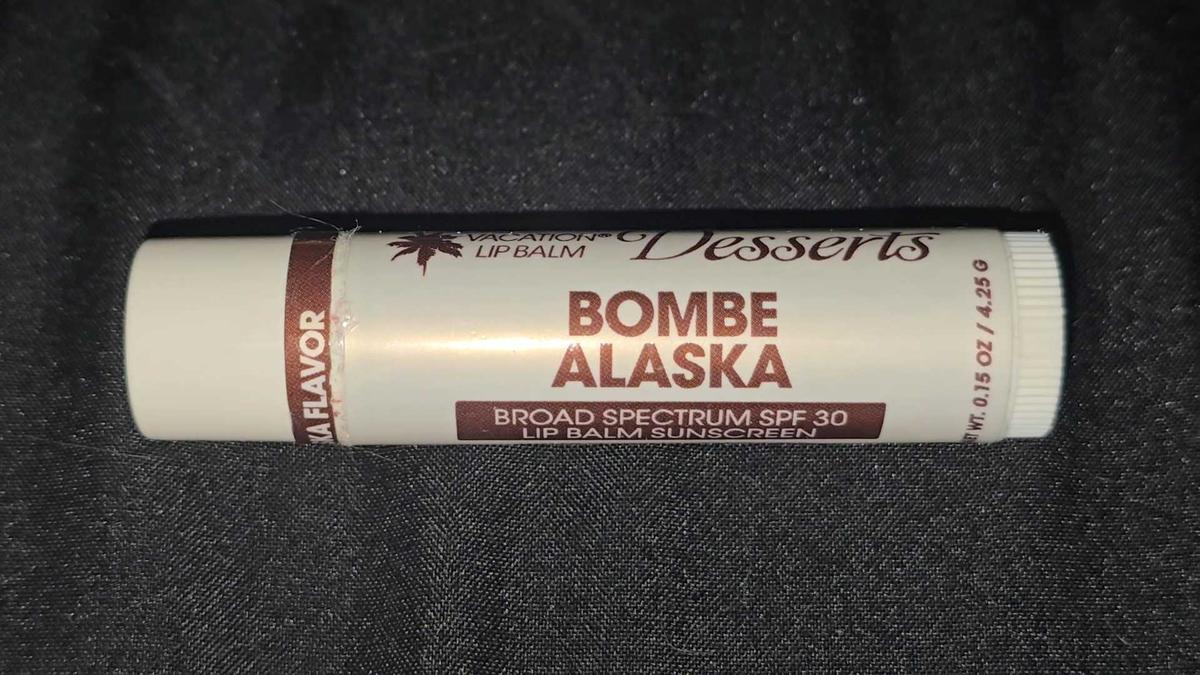 VACATION®
LIP BALM
Desserts
BOMBE
ALASKA
BROAD SPECTRUM SPF 30
LIP BALM SUNSCREEN
WT. 0.15 OZ / 4.25 G
FLAVOR